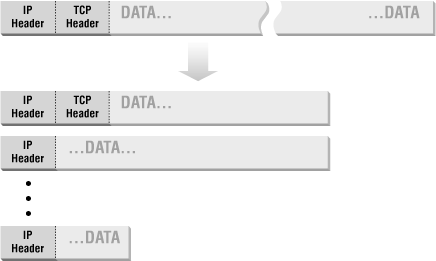 IP Header TCP Header DATA... ...DATA
IP Header TCP Header DATA...
IP Header ...DATA...
IP Header ...DATA